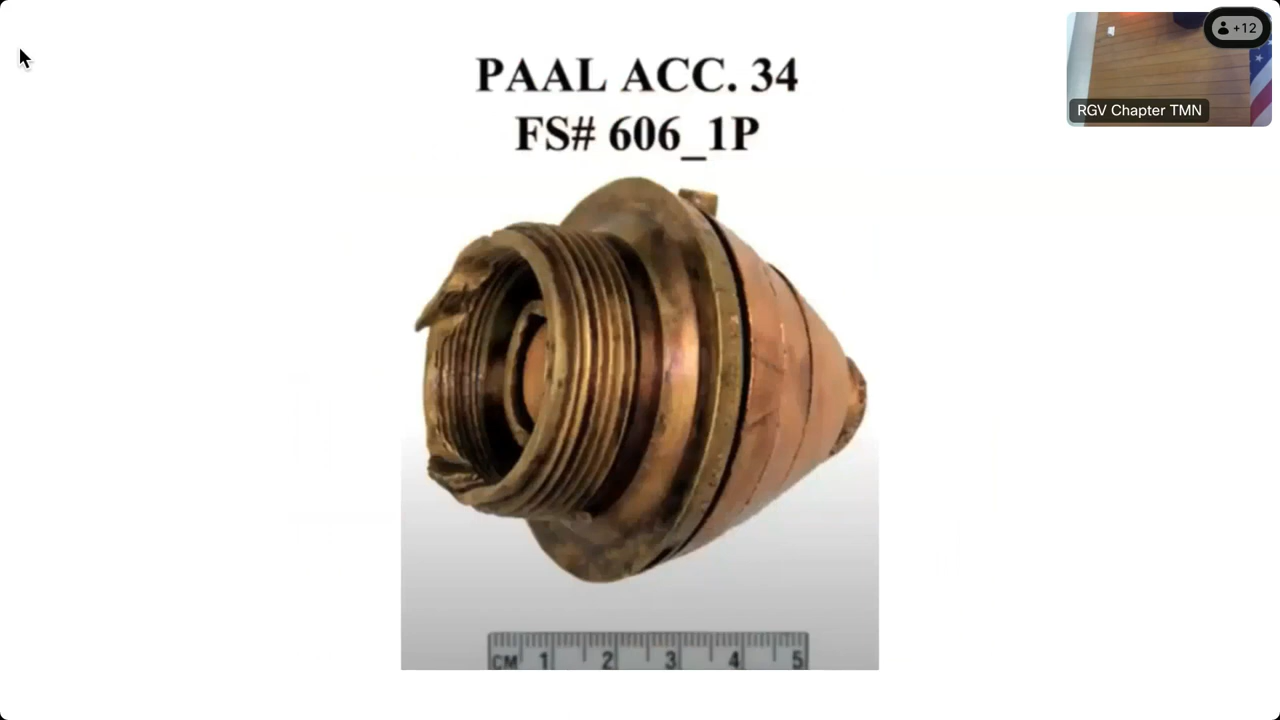 PAAL ACC. 34
FS# 606_1P
+12
RGV Chapter TMN
CM 1 2 3 4 5